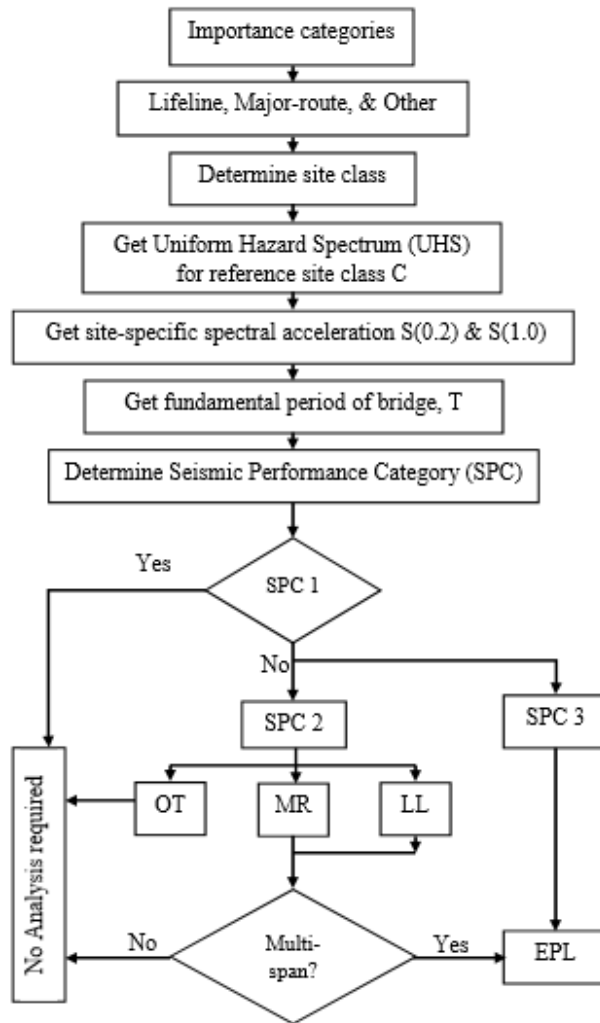 Importance categories
Lifeline, Major-route, & Other
Determine site class
Get Uniform Hazard Spectrum (UHS)
for reference site class C
Get site-specific spectral acceleration S(0.2) & S(1.0)
Get fundamental period of bridge, T
Determine Seismic Performance Category (SPC)
Yes
SPC 1
No
SPC 2
SPC 3
OT
MR
LL
No Analysis required
No
Multi-
span?
Yes
EPL